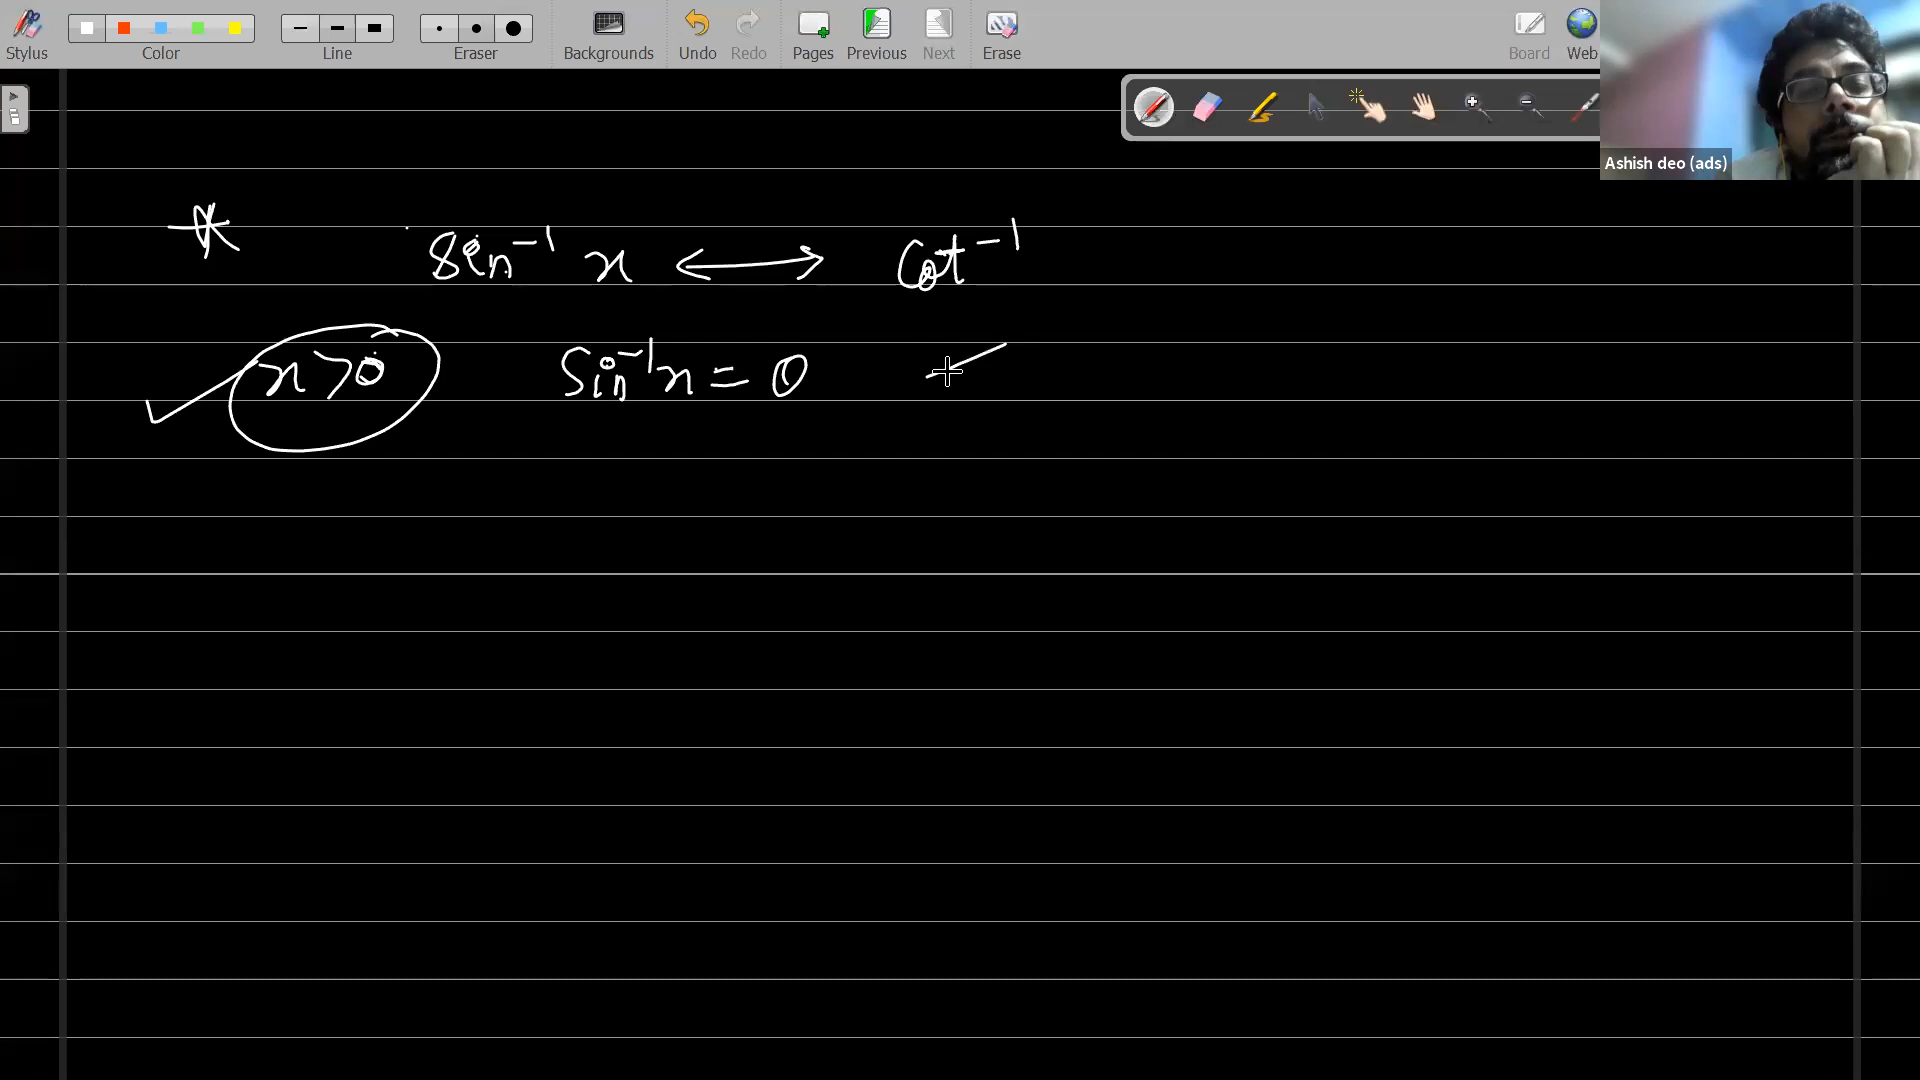 Stylus Color Line Eraser Backgrounds Undo Redo Pages Previous Next Erase Board Web
Ashish deo (ads)
* Sin⁻¹ x ↔ Cot⁻¹
x > 0 Sin⁻¹x = θ